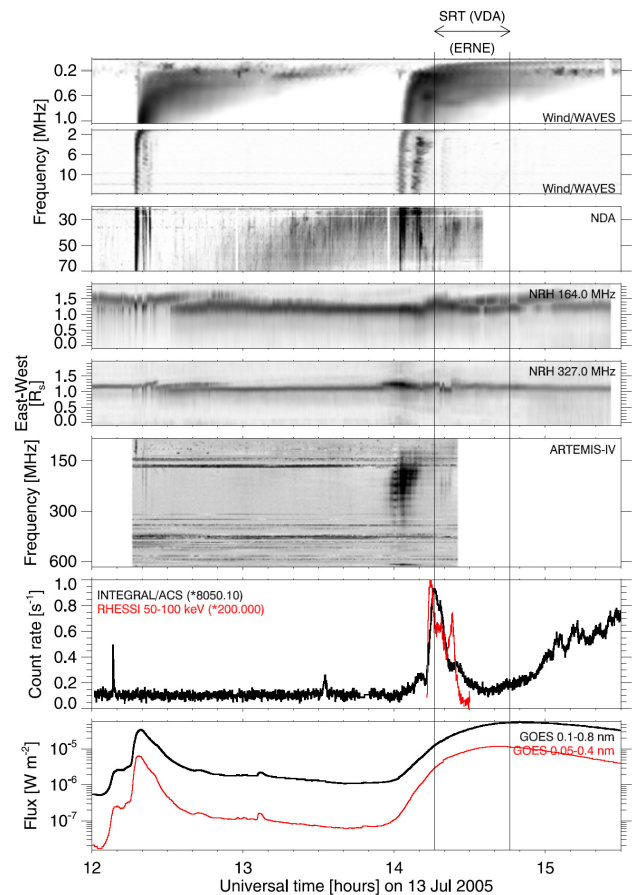 SRT (VDA)
(ERNE)
0.2
0.6
1.0
Wind/WAVES
2
6
10
Wind/WAVES
Frequency [MHz]
30
50
70
NDA
1.5
1.0
0.5
0.0
NRH 164.0 MHz
1.5
1.0
0.5
0.0
NRH 327.0 MHz
East-West
[Rs]
150
300
600
Frequency [MHz]
ARTEMIS-IV
1.0
0.8
0.6
0.4
0.2
0.0
Count rate [s-1]
INTEGRAL/ACS (*8050.10)
RHESSI 50-100 keV (*200.000)
10-5
10-6
10-7
Flux [W m-2]
GOES 0.1-0.8 nm
GOES 0.05-0.4 nm
12
13
14
15
Universal time [hours] on 13 Jul 2005